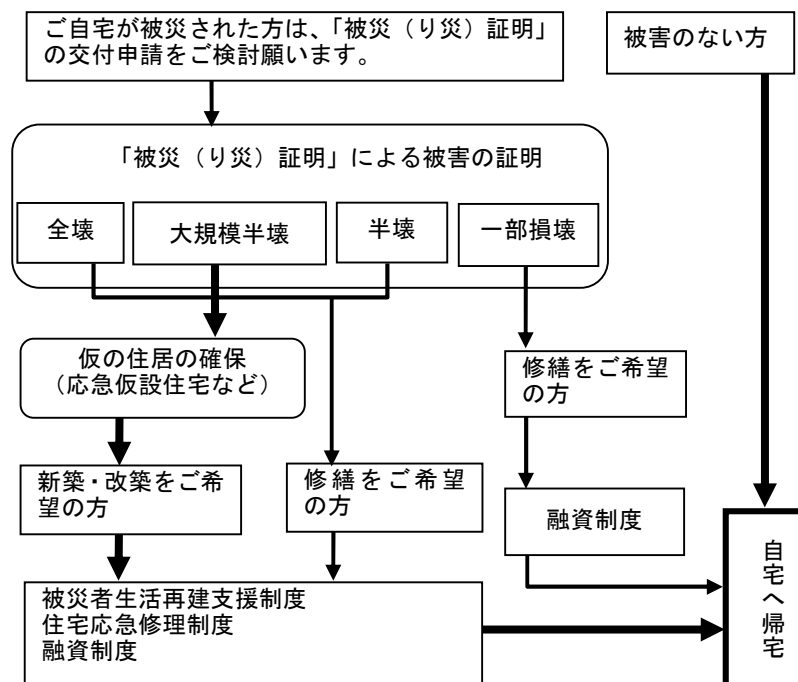 ご自宅が被災された方は、「被災（り災）証明」
の交付申請をご検討願います。
被害のない方
「被災（り災）証明」による被害の証明
全壊
大規模半壊
半壊
一部損壊
仮の住居の確保
（応急仮設住宅など）
修繕をご希望
の方
新築・改築をご希
望の方
修繕をご希望
の方
融資制度
自宅へ帰宅
被災者生活再建支援制度
住宅応急修理制度
融資制度